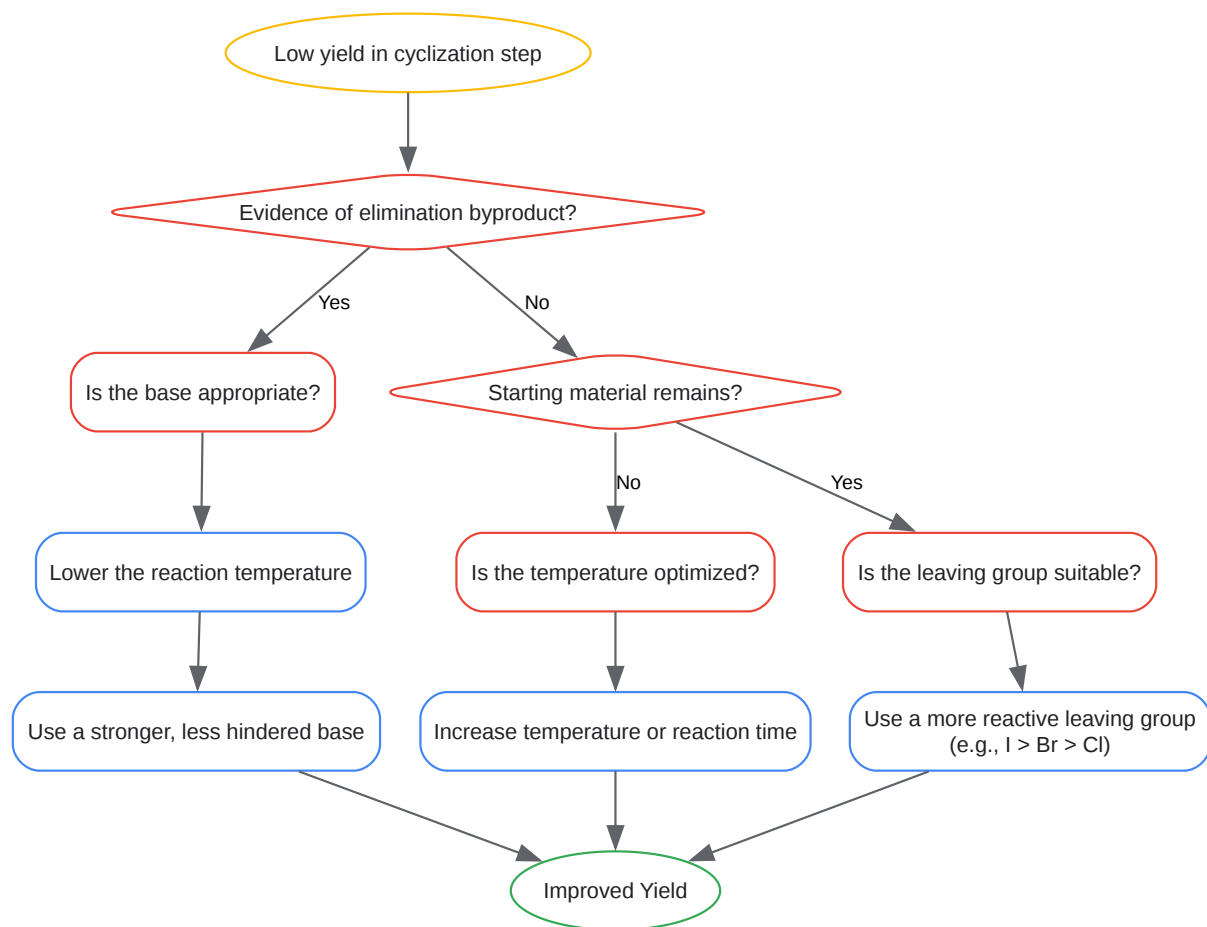 Low yield in cyclization step
Evidence of elimination byproduct?
Yes
No
Is the base appropriate?
Starting material remains?
No
Yes
Lower the reaction temperature
Is the temperature optimized?
Is the leaving group suitable?
Use a stronger, less hindered base
Increase temperature or reaction time
Use a more reactive leaving group
(e.g., I > Br > Cl)
Improved Yield